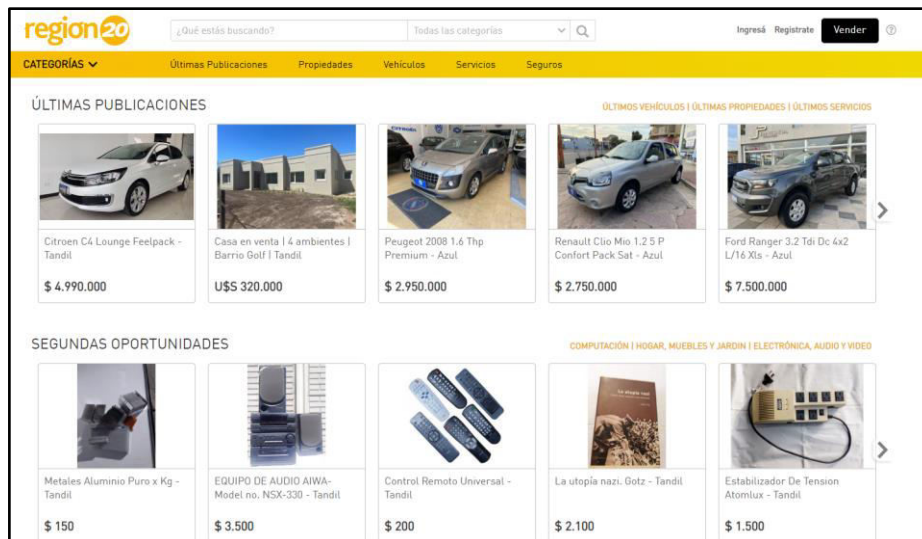 region20
¿Qué estás buscando?
Todas las categorías
Ingresá Registrate Vender
CATEGORÍAS
Últimas Publicaciones Propiedades Vehículos Servicios Seguros
ÚLTIMAS PUBLICACIONES
ÚLTIMOS VEHÍCULOS | ÚLTIMAS PROPIEDADES | ÚLTIMOS SERVICIOS
Citroen C4 Lounge Feelpack -
Tandil
$ 4.990.000
Casa en venta | 4 ambientes |
Barrio Golf | Tandil
U$S 320.000
Peugeot 2008 1.6 Thp
Premium - Azul
$ 2.950.000
Renault Clio Mio 1.2 5 P
Confort Pack Sat - Azul
$ 2.750.000
Ford Ranger 3.2 Tdi Dc 4x2
L/16 Xls - Azul
$ 7.500.000
SEGUNDAS OPORTUNIDADES
COMPUTACIÓN | HOGAR, MUEBLES Y JARDIN | ELECTRÓNICA, AUDIO Y VIDEO
Metales Aluminio Puro x Kg -
Tandil
$ 150
EQUIPO DE AUDIO AIWA-
Model no. NSX-330 - Tandil
$ 3.500
Control Remoto Universal -
Tandil
$ 200
La utopía nazi
La utopía nazi. Gotz - Tandil
$ 2.100
Estabilizador De Tension
Atomlux - Tandil
$ 1.500